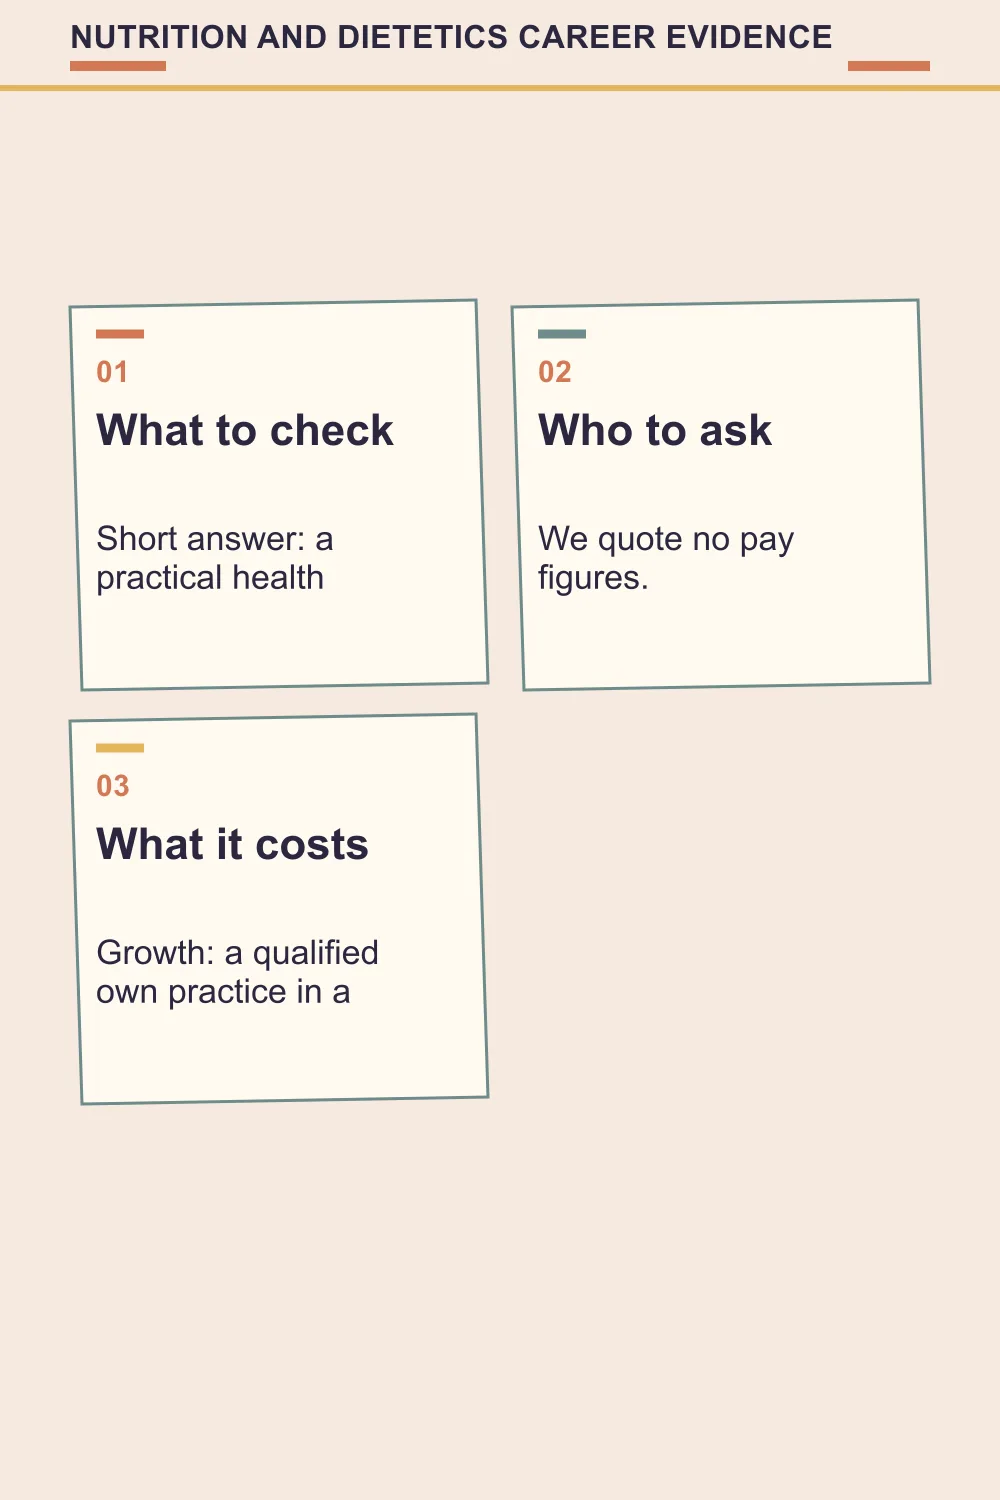 NUTRITION AND DIETETICS CAREER EVIDENCE
01
What to check
Short answer: a
practical health
02
Who to ask
We quote no pay
figures.
03
What it costs
Growth: a qualified
own practice in a